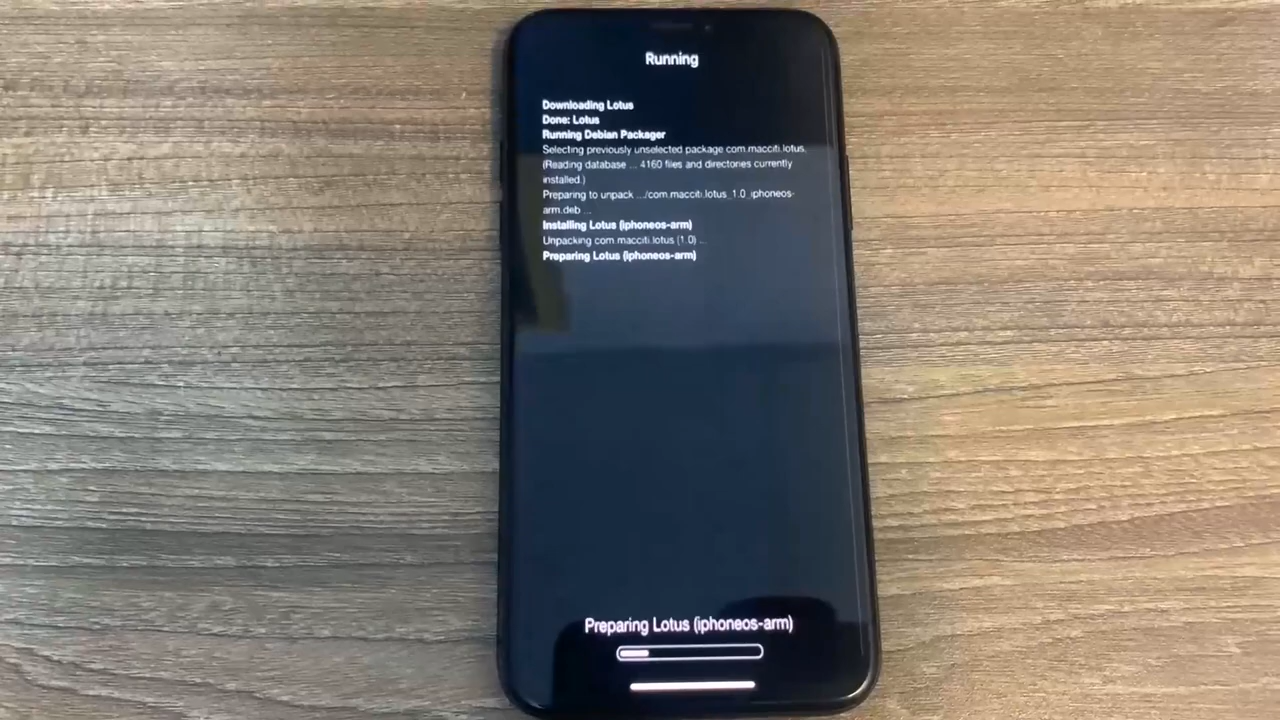 Running
Downloading Lotus
Done: Lotus
Running Debian Packager
Selecting previously unselected package com.macciti.lotus.
(Reading database ... 4160 files and directories currently
installed.)
Preparing to unpack .../com.macciti.lotus_1.0_iphoneos-
arm.deb ...
Installing Lotus (iphoneos-arm)
Unpacking com.macciti.lotus (1.0) ...
Preparing Lotus (iphoneos-arm)
Preparing Lotus (iphoneos-arm)